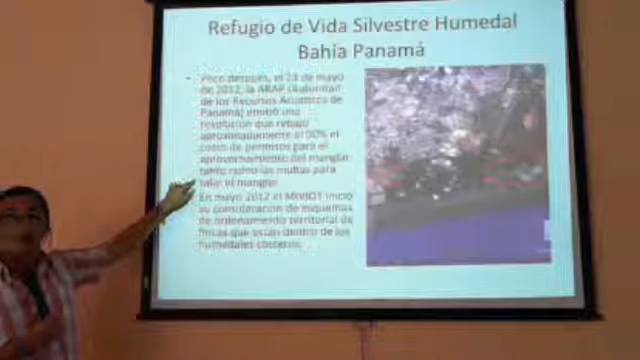 Refugio de Vida Silvestre Humedal
Bahía Panamá
• Poco después, el 23 de mayo
de 2012, la ARAP (Autoridad
de los Recursos Acuáticos de
Panamá) emitió una
resolución que rebajó
aproximadamente el 90% el
costo de permisos para el
aprovechamiento del manglar,
tanto como las multas para
talar el manglar
En mayo 2012 el MIVIOT inició
su consideración de esquemas
de ordenamiento territorial de
fincas que están dentro de los
humedales costeros.